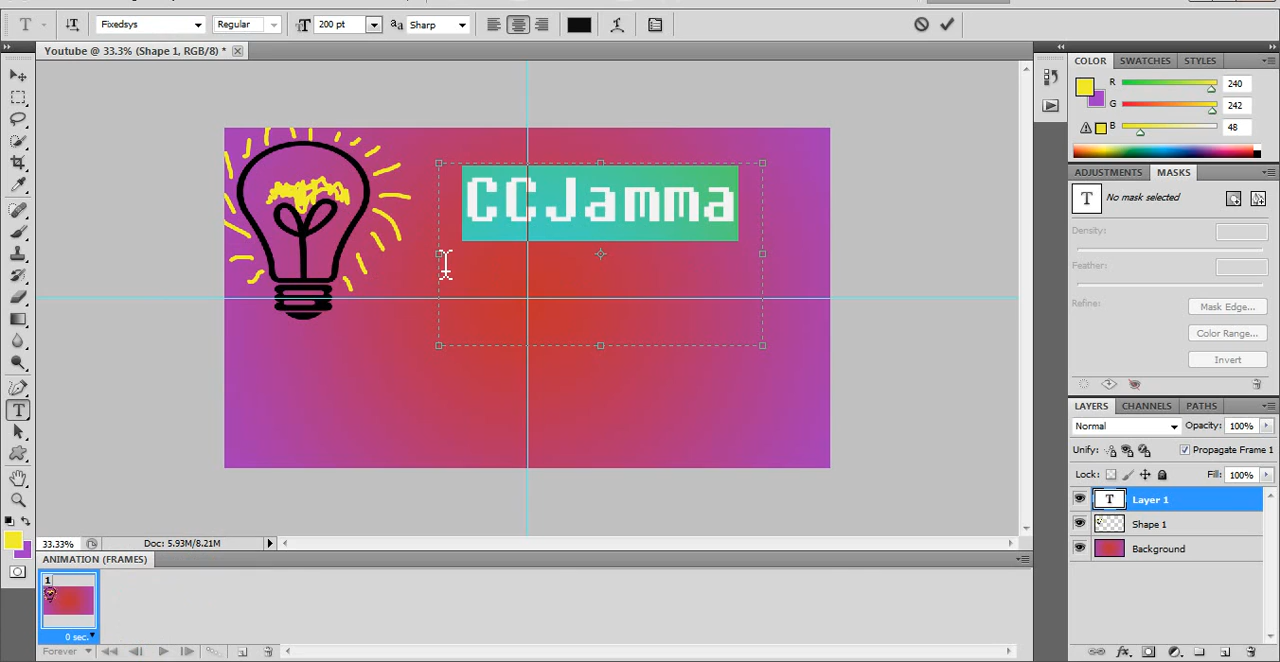 Fixedsys Regular 200 pt Sharp
Youtube @ 33.3% (Shape 1, RGB/8) *
COLOR SWATCHES STYLES
R 240
G 242
B 48
ADJUSTMENTS MASKS
No mask selected
Density:
Feather:
Refine: Mask Edge...
Color Range...
Invert
CCJamma
LAYERS CHANNELS PATHS
Normal Opacity: 100%
Unify: Propagate Frame 1
Lock: Fill: 100%
Layer 1
Shape 1
Background
33.33% Doc: 5.93M/8.21M
ANIMATION (FRAMES)
1
0 sec.
Forever